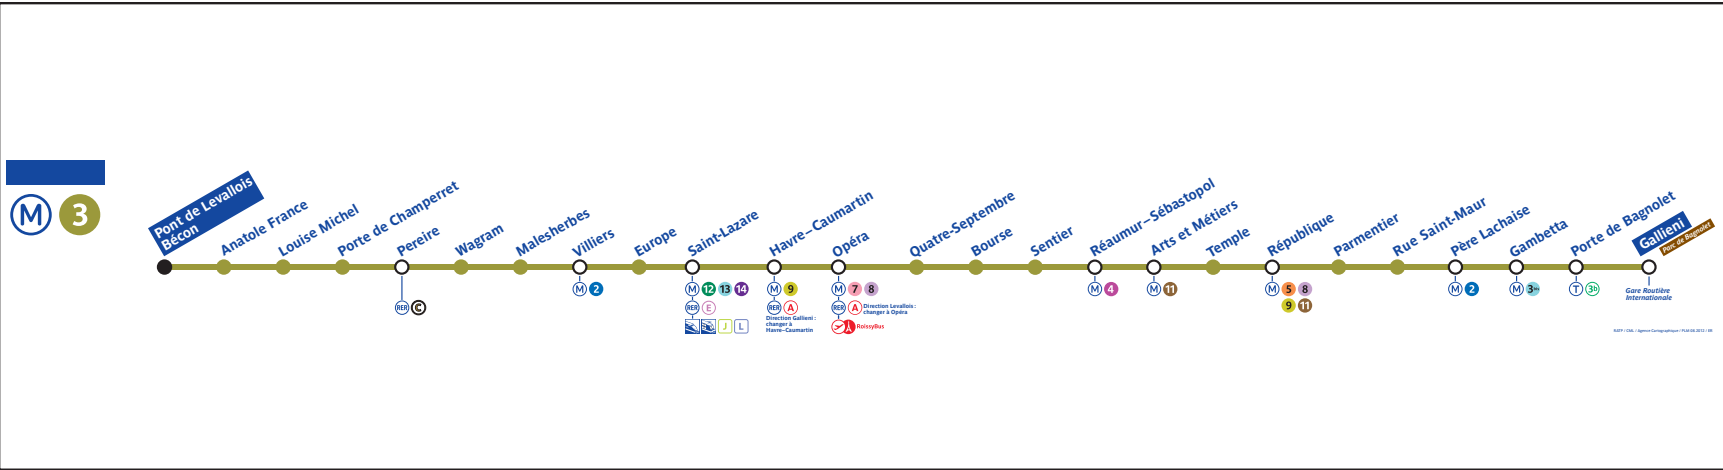 M 3
Pont de Levallois
Bécon
Anatole France
Louise Michel
Porte de Champerret
Pereire
Wagram
Malesherbes
Villiers
Europe
Saint-Lazare
Havre–Caumartin
Opéra
Quatre-Septembre
Bourse
Sentier
Réaumur–Sébastopol
Arts et Métiers
Temple
République
Parmentier
Rue Saint-Maur
Père Lachaise
Gambetta
Porte de Bagnolet
Gallieni
Parc de Bagnolet
RER C
M 2
M 12 13 14
RER E
J L
M 9
RER A
Direction Gallieni :
changer à
Havre–Caumartin
M 7 8
RER A
Direction Levallois :
changer à Opéra
RoissyBus
M 4
M 11
M 5 8
9 11
M 2
M 3bis
T 3b
Gare Routière
Internationale